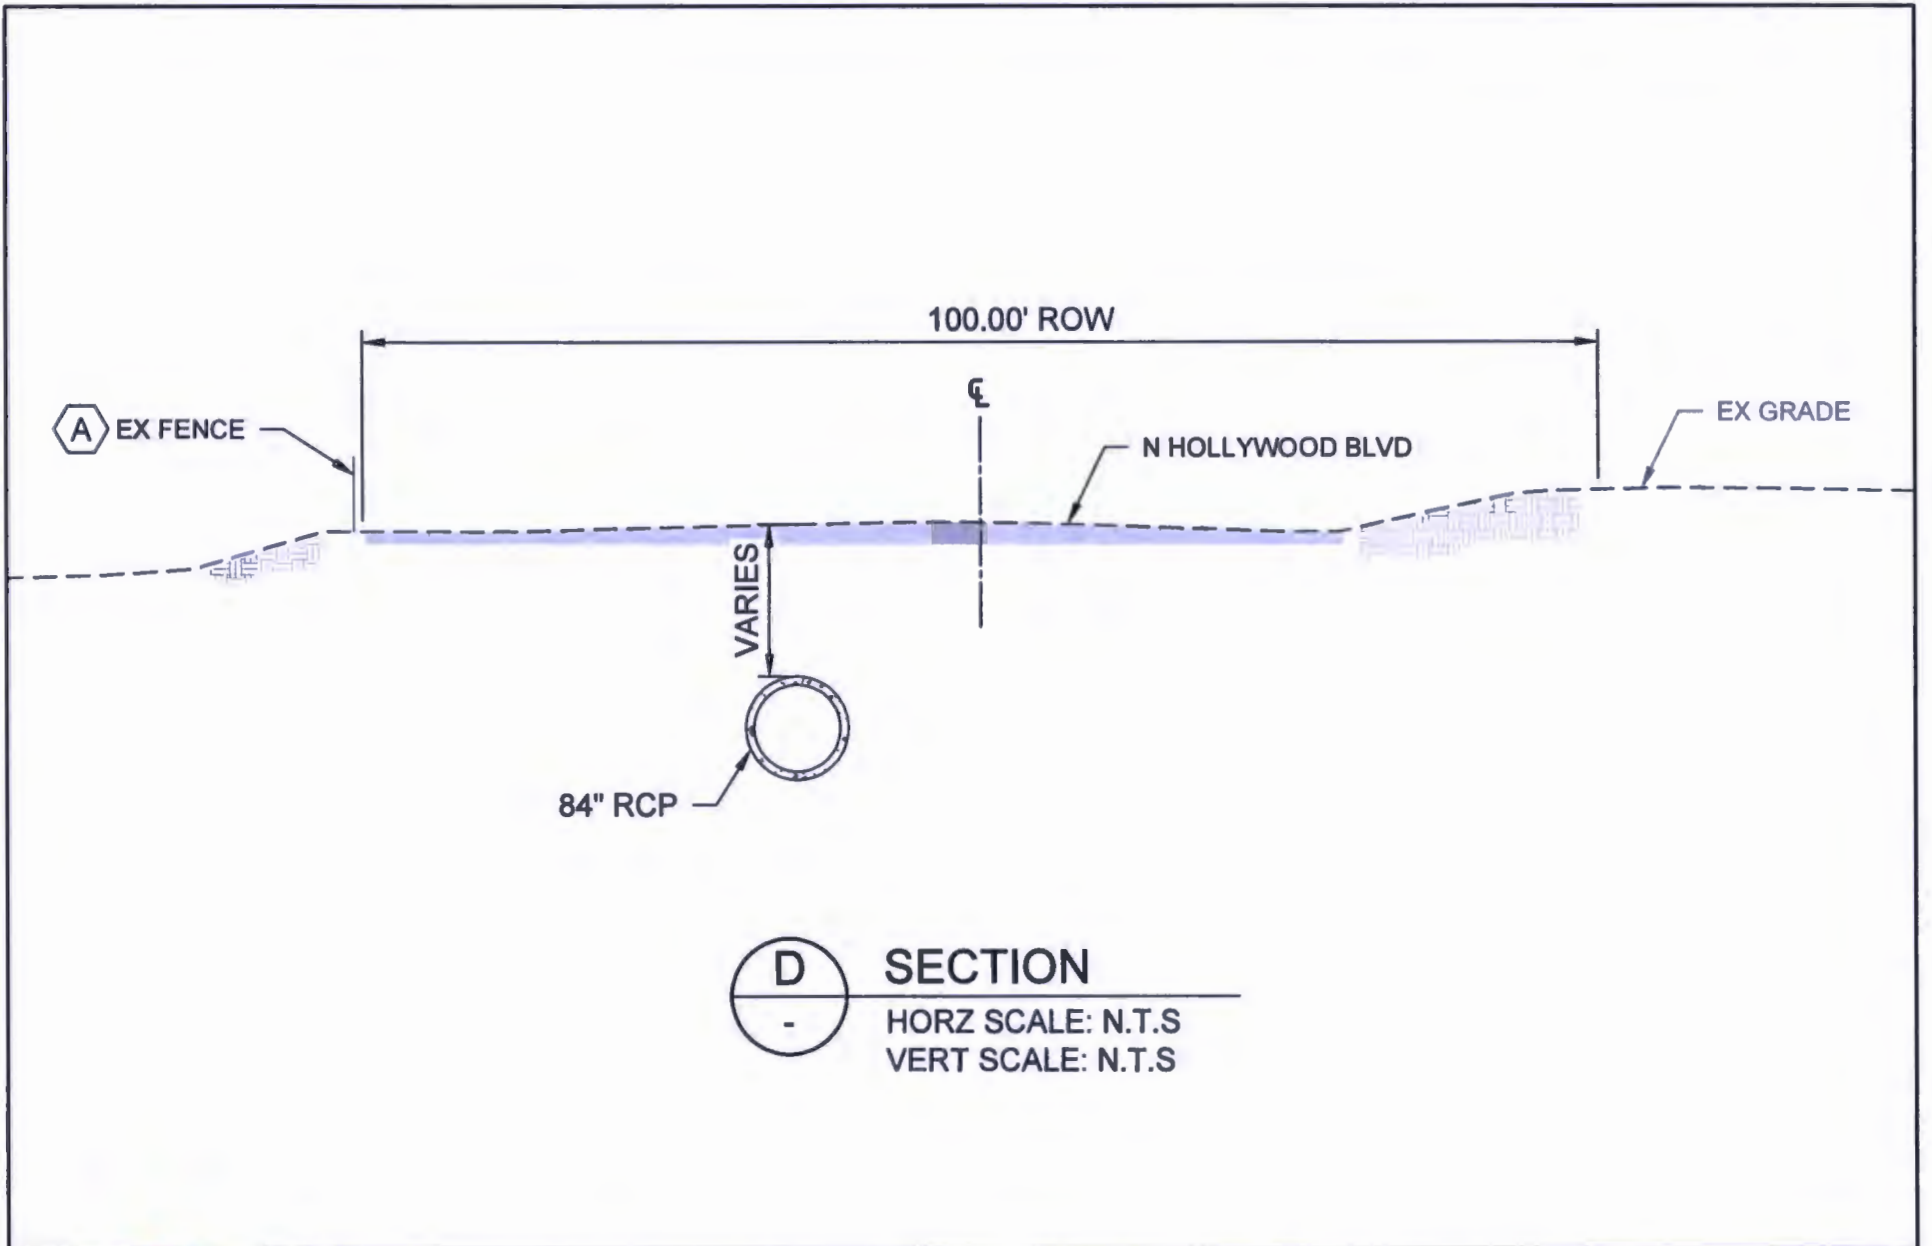 100.00' ROW
℄
A EX FENCE
N HOLLYWOOD BLVD
EX GRADE
VARIES
84" RCP
D SECTION
-
HORZ SCALE: N.T.S
VERT SCALE: N.T.S